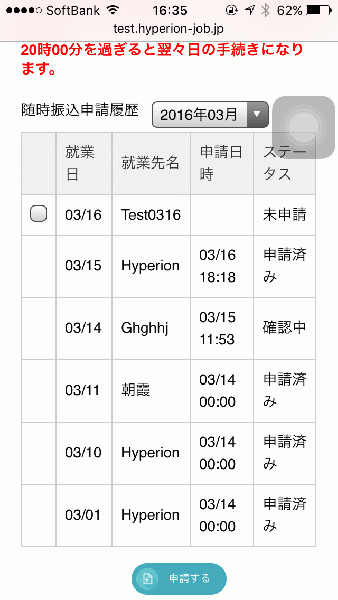 SoftBank 16:35 62%
test.hyperion-job.jp
20時00分を過ぎると翌々日の手続きになり
ます。
随時振込申請履歴 2016年03月
就業日 就業先名 申請日時 ステータス
03/16 Test0316 未申請
03/15 Hyperion 03/16 18:18 申請済み
03/14 Ghghhj 03/15 11:53 確認中
03/11 朝霞 03/14 00:00 申請済み
03/10 Hyperion 03/14 00:00 申請済み
03/01 Hyperion 03/14 00:00 申請済み
申請する